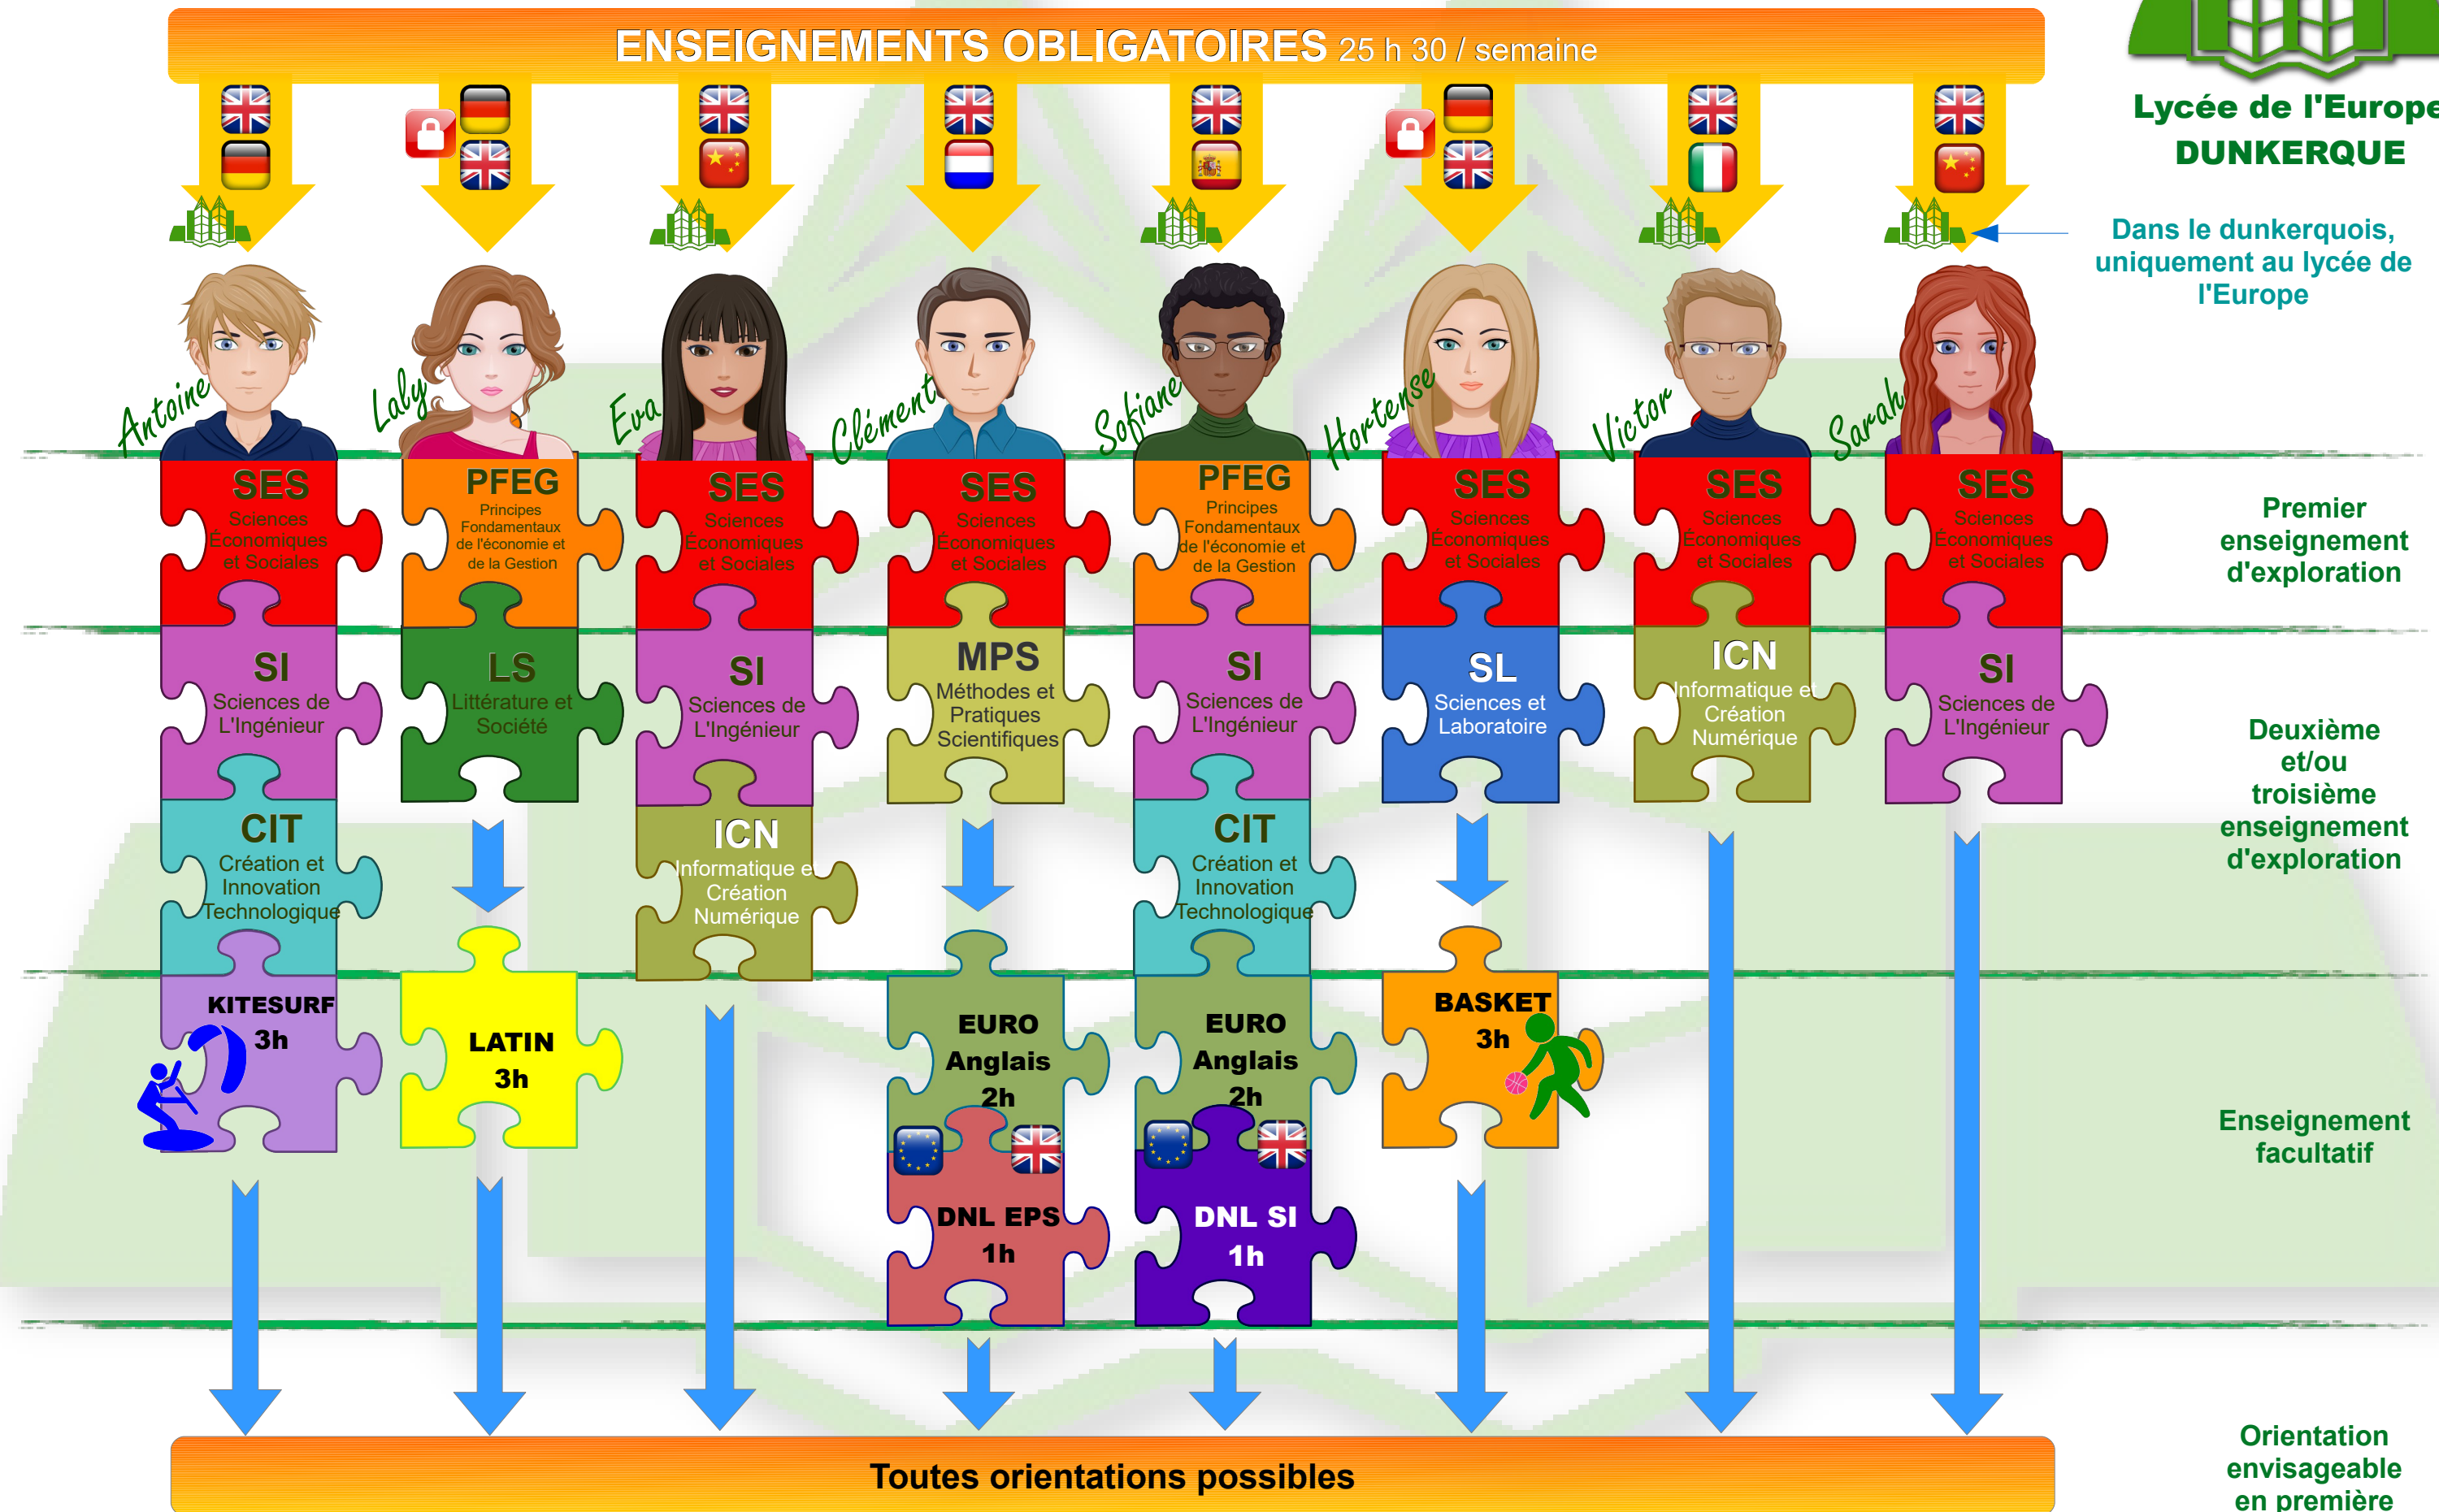 ENSEIGNEMENTS OBLIGATOIRES 25 h 30 / semaine
Lycée de l'Europe
DUNKERQUE
Dans le dunkerquois,
uniquement au lycée de
l'Europe
Antoine
Laly
Eva
Clément
Sofiane
Hortense
Victor
Sarah
SES
Sciences
Économiques
et Sociales
PFEG
Principes
Fondamentaux
de l'économie et
de la Gestion
SES
Sciences
Économiques
et Sociales
SES
Sciences
Économiques
et Sociales
PFEG
Principes
Fondamentaux
de l'économie et
de la Gestion
SES
Sciences
Économiques
et Sociales
SES
Sciences
Économiques
et Sociales
SES
Sciences
Économiques
et Sociales
Premier
enseignement
d'exploration
SI
Sciences de
L'Ingénieur
LS
Littérature et
Société
SI
Sciences de
L'Ingénieur
MPS
Méthodes et
Pratiques
Scientifiques
SI
Sciences de
L'Ingénieur
SL
Sciences et
Laboratoire
ICN
Informatique et
Création
Numérique
SI
Sciences de
L'Ingénieur
Deuxième
et/ou
troisième
enseignement
d'exploration
CIT
Création et
Innovation
Technologique
ICN
Informatique et
Création
Numérique
CIT
Création et
Innovation
Technologique
KITESURF
3h
LATIN
3h
EURO
Anglais
2h
EURO
Anglais
2h
BASKET
3h
DNL EPS
1h
DNL SI
1h
Enseignement
facultatif
Toutes orientations possibles
Orientation
envisageable
en première